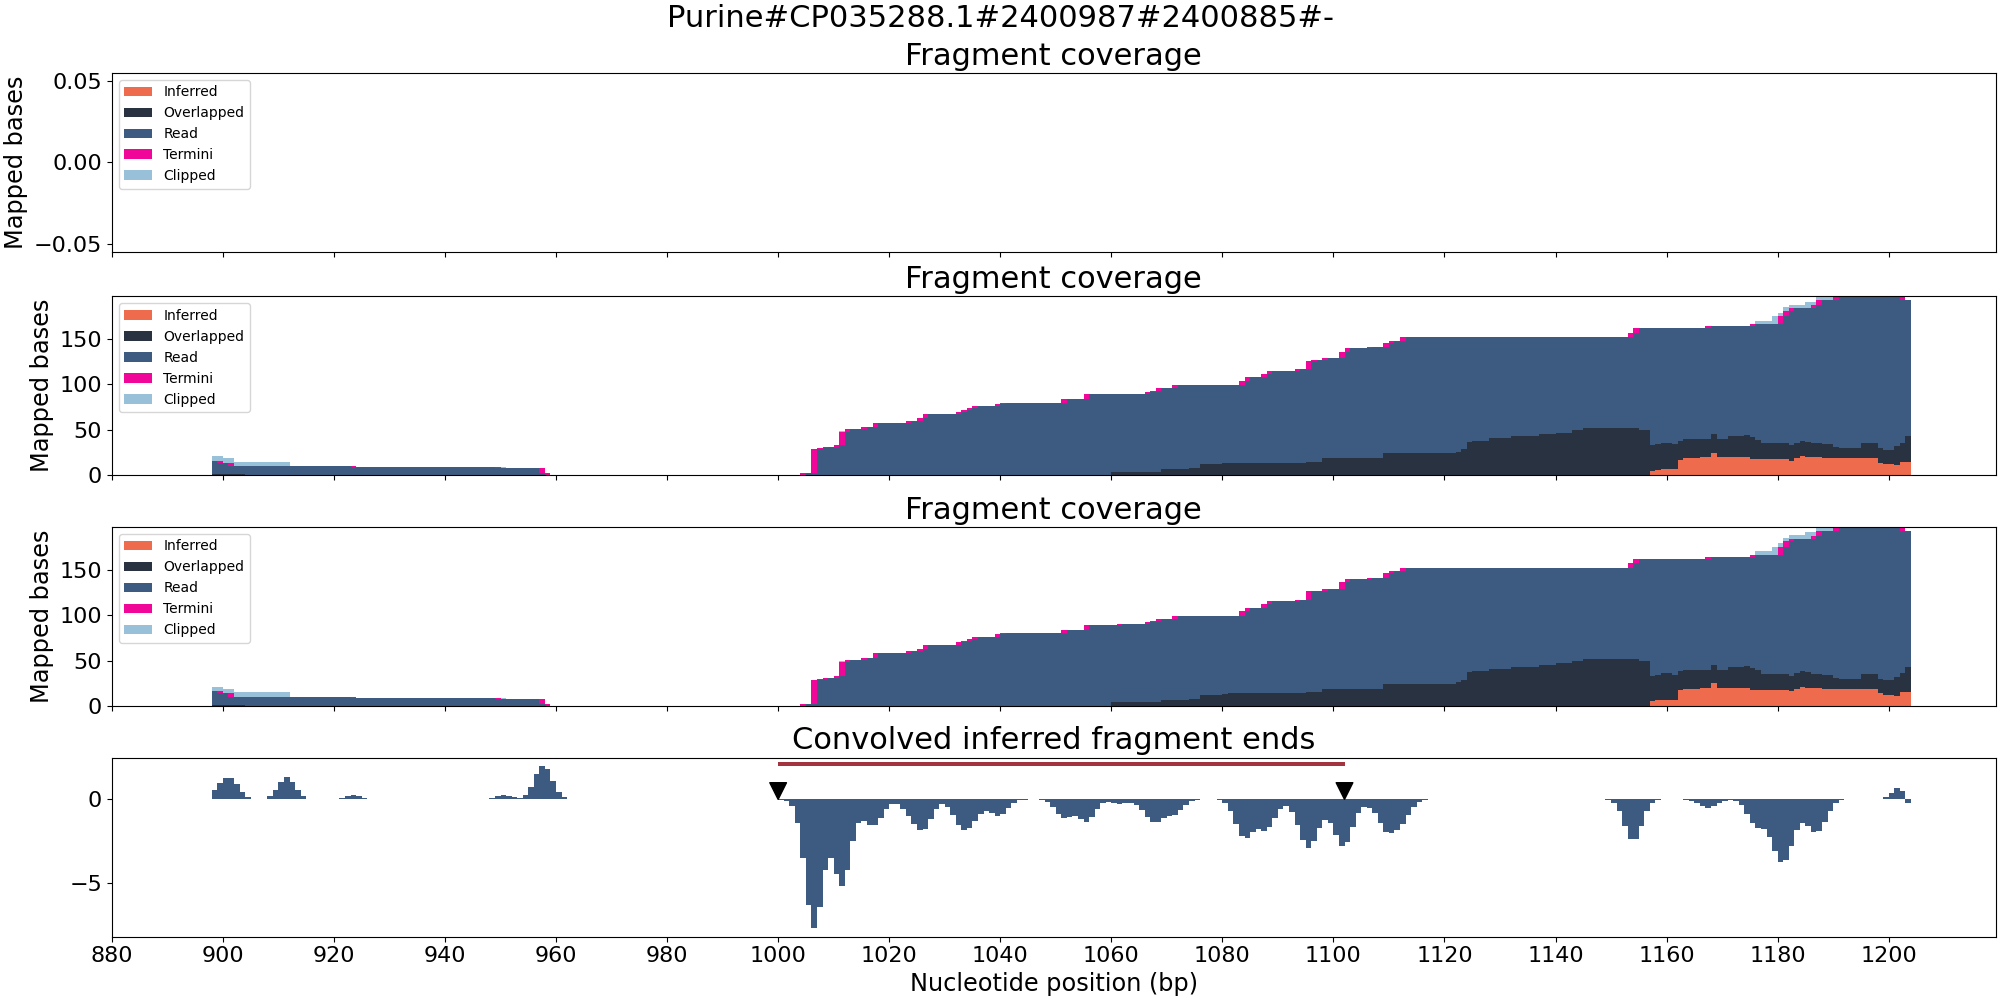 Purine#CP035288.1#2400987#2400885#-
Fragment coverage
Mapped bases
0.05
0.00
−0.05
Inferred
Overlapped
Read
Termini
Clipped
Fragment coverage
Mapped bases
150
100
50
0
Inferred
Overlapped
Read
Termini
Clipped
Fragment coverage
Mapped bases
150
100
50
0
Inferred
Overlapped
Read
Termini
Clipped
Convolved inferred fragment ends
0
−5
880 900 920 940 960 980 1000 1020 1040 1060 1080 1100 1120 1140 1160 1180 1200
Nucleotide position (bp)